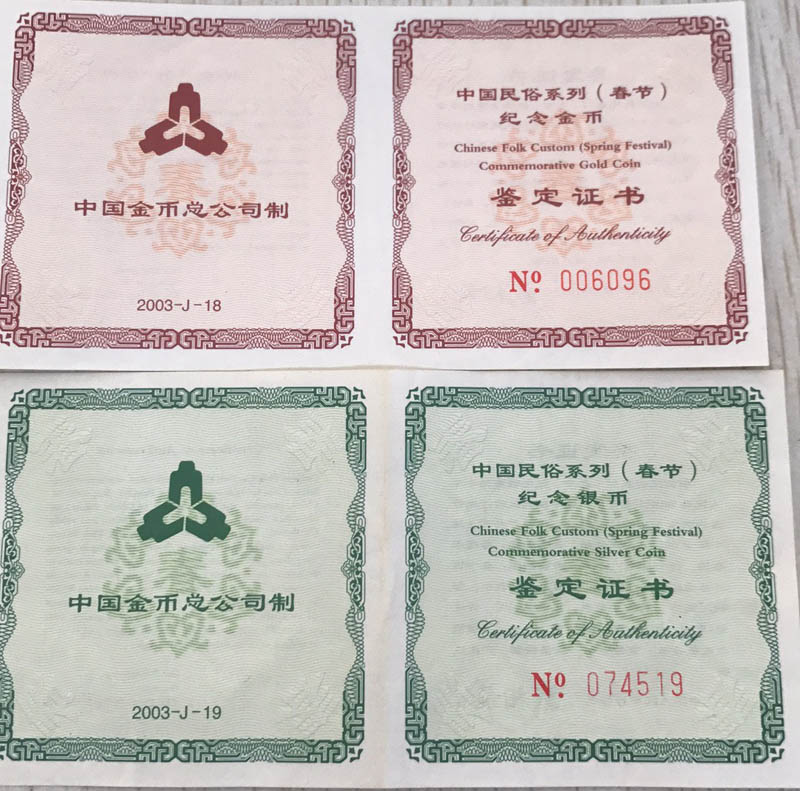 中国金币总公司制
2003-J-18
中国民俗系列（春节）
纪念金币
Chinese Folk Custom (Spring Festival)
Commemorative Gold Coin
鉴定证书
Certificate of Authenticity
Nº. 006096
中国金币总公司制
2003-J-19
中国民俗系列（春节）
纪念银币
Chinese Folk Custom (Spring Festival)
Commemorative Silver Coin
鉴定证书
Certificate of Authenticity
Nº. 074519